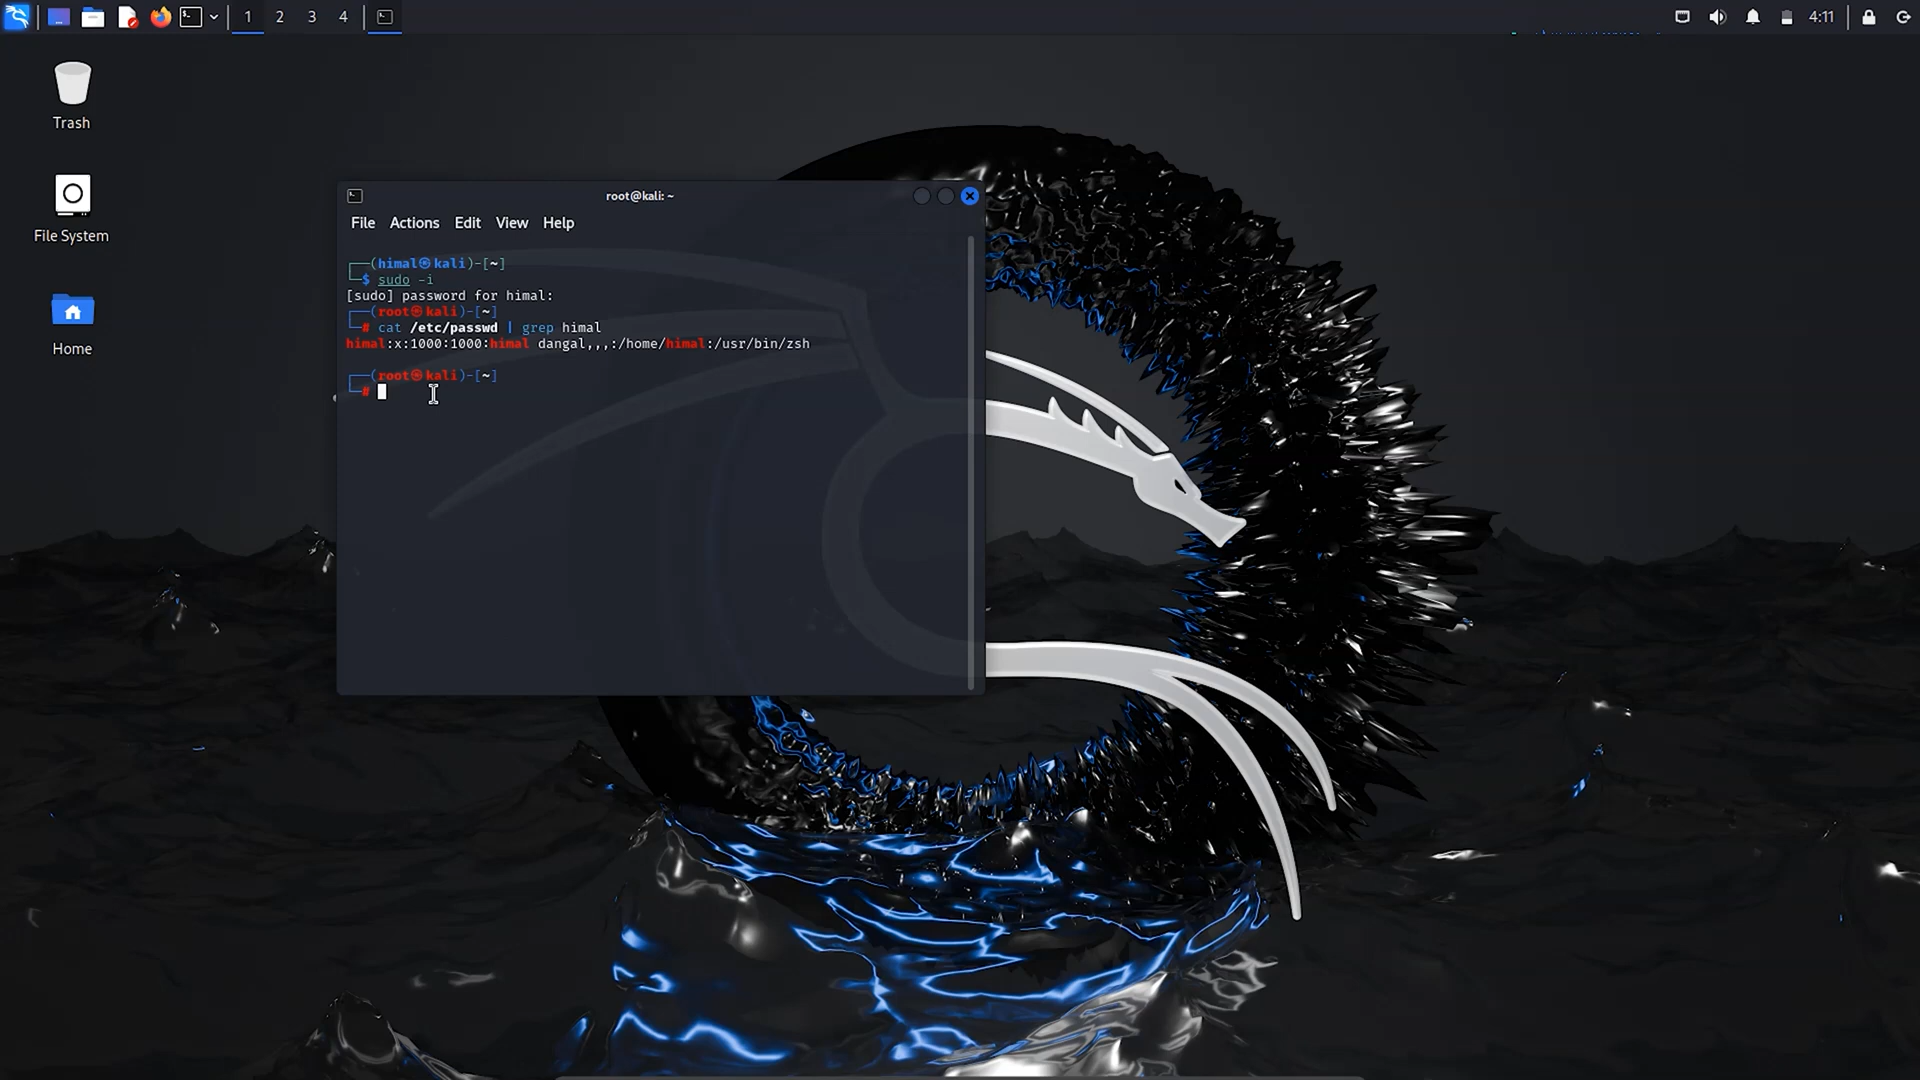 1 2 3 4
4:11
Trash
File System
Home
root@kali: ~
File Actions Edit View Help
┌──(himal㉿kali)-[~]
└─$ sudo -i
[sudo] password for himal:
┌──(root㉿kali)-[~]
└─# cat /etc/passwd | grep himal
himal:x:1000:1000:himal dangal,,,:/home/himal:/usr/bin/zsh
┌──(root㉿kali)-[~]
└─#